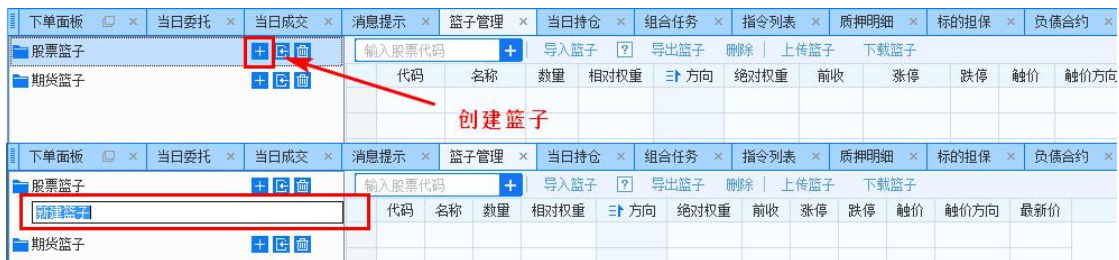 下单面板 当日委托 当日成交 消息提示 篮子管理 当日持仓 组合任务 指令列表 质押明细 标的担保 负债合约
股票篮子 输入股票代码 导入篮子 ? 导出篮子 删除 上传篮子 下载篮子
代码 名称 数量 相对权重 方向 绝对权重 前收 涨停 跌停 触价 触价方向
期货篮子
创建篮子
下单面板 当日委托 当日成交 消息提示 篮子管理 当日持仓 组合任务 指令列表 质押明细 标的担保 负债合约
股票篮子 输入股票代码 导入篮子 ? 导出篮子 删除 上传篮子 下载篮子
新建篮子 代码 名称 数量 相对权重 方向 绝对权重 前收 涨停 跌停 触价 触价方向 最新价
期货篮子